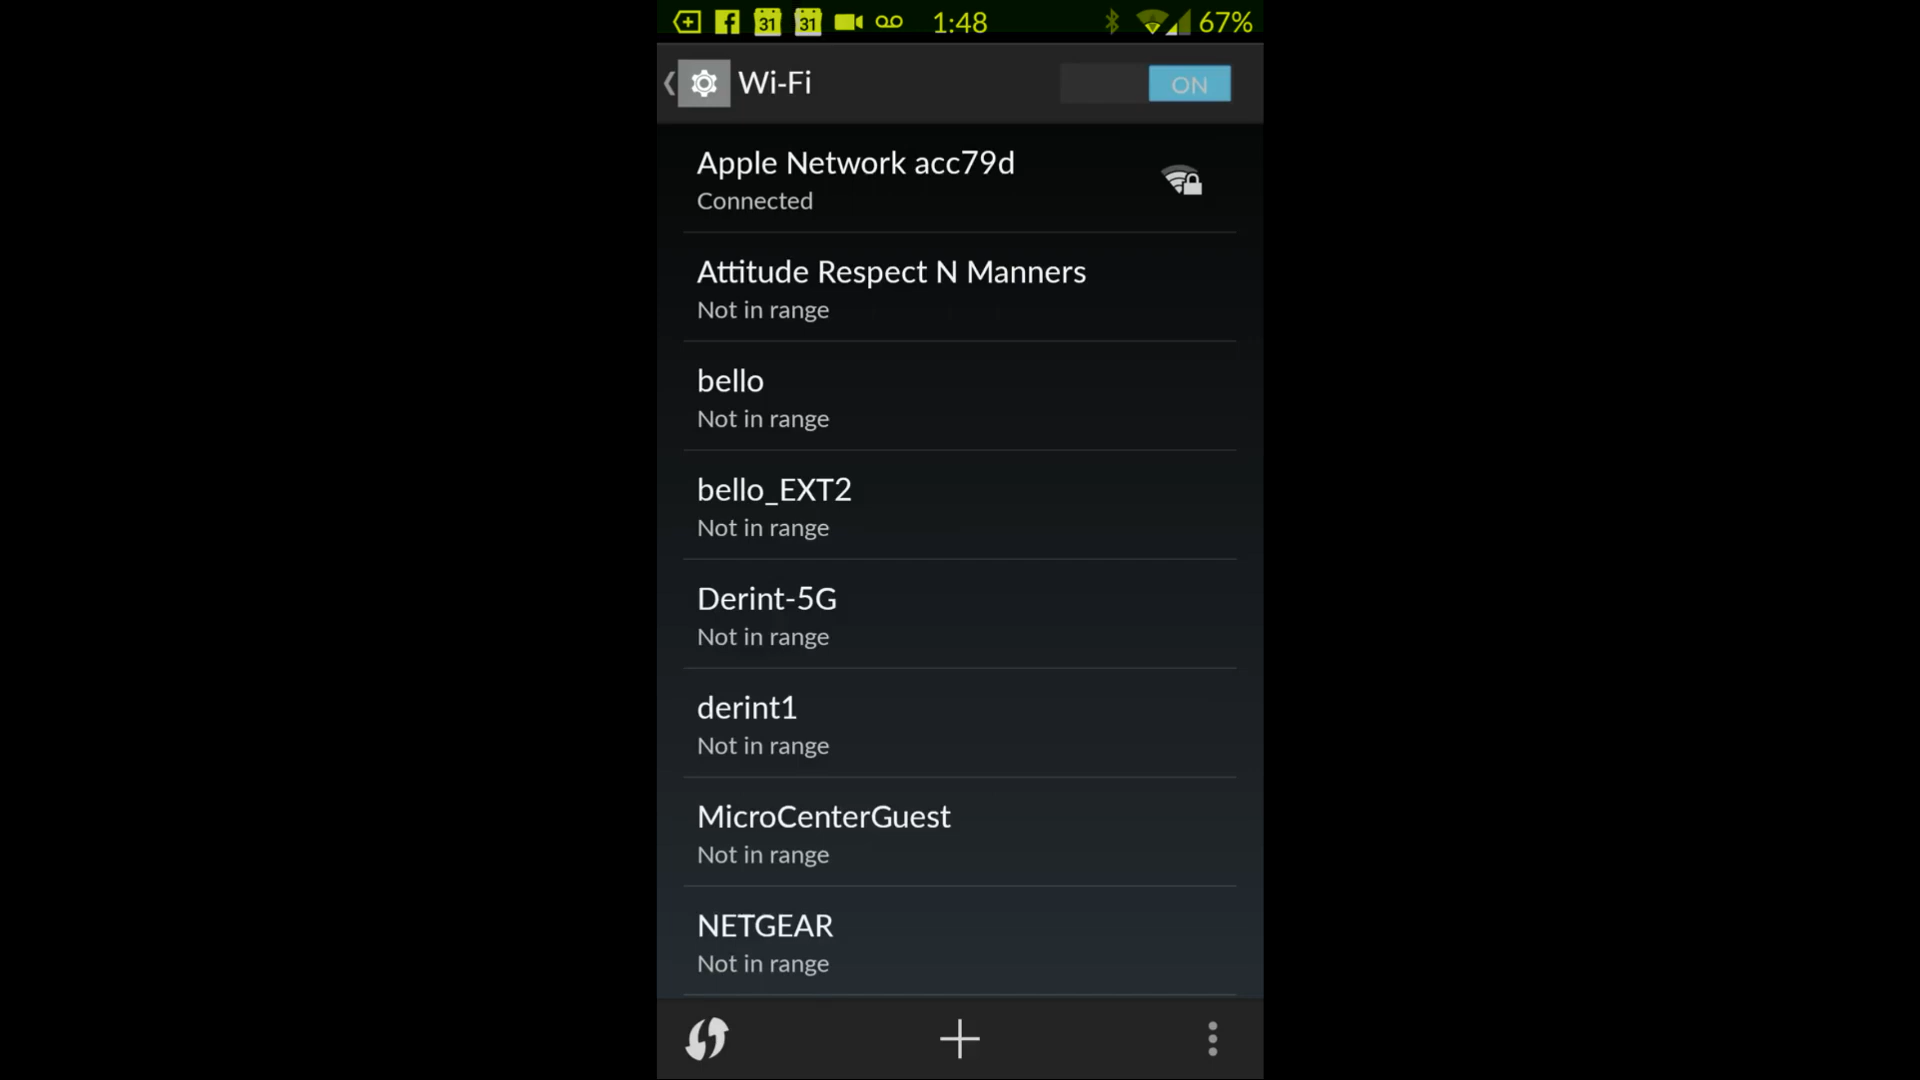 31 31 1:48 67%
Wi-Fi ON
Apple Network acc79d
Connected
Attitude Respect N Manners
Not in range
bello
Not in range
bello_EXT2
Not in range
Derint-5G
Not in range
derint1
Not in range
MicroCenterGuest
Not in range
NETGEAR
Not in range